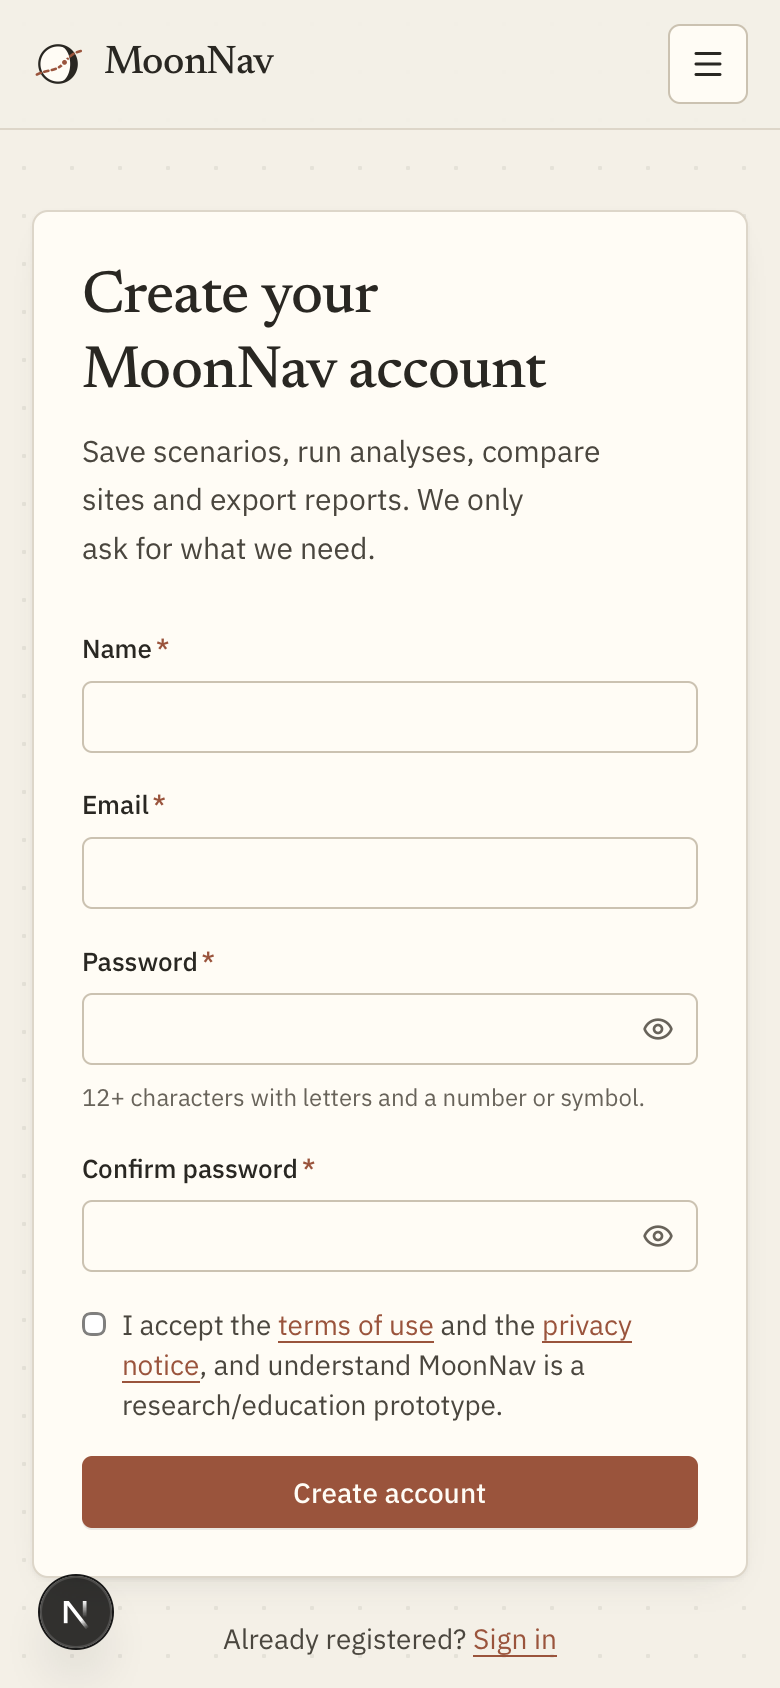 MoonNav
Create your
MoonNav account
Save scenarios, run analyses, compare
sites and export reports. We only
ask for what we need.
Name *
Email *
Password *
12+ characters with letters and a number or symbol.
Confirm password *
I accept the terms of use and the privacy
notice, and understand MoonNav is a
research/education prototype.
Create account
N
Already registered? Sign in